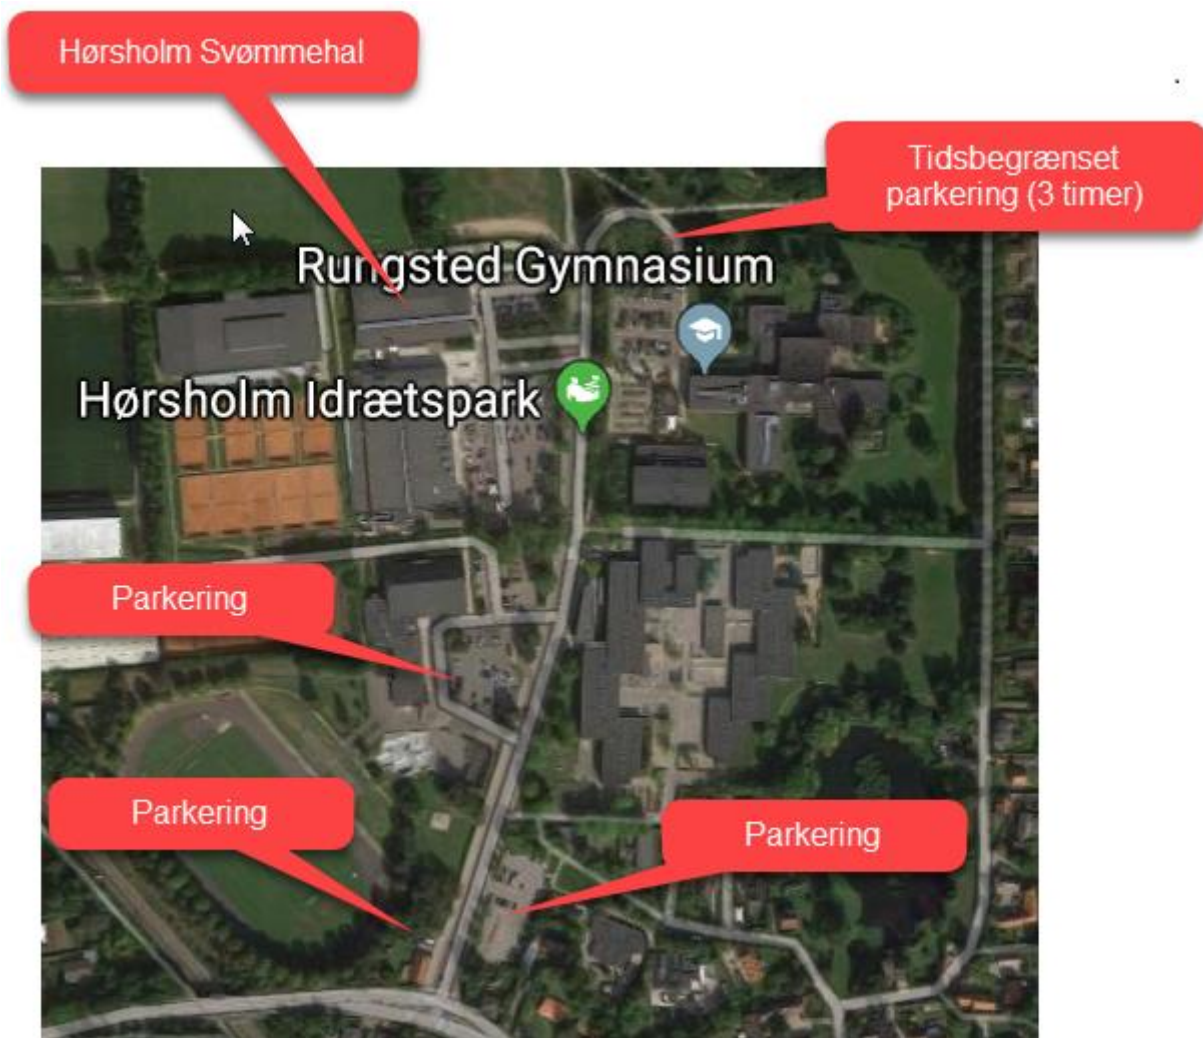 Hørsholm Svømmehal
Tidsbegrænset
parkering (3 timer)
Rungsted Gymnasium
Hørsholm Idrætspark
Parkering
Parkering
Parkering